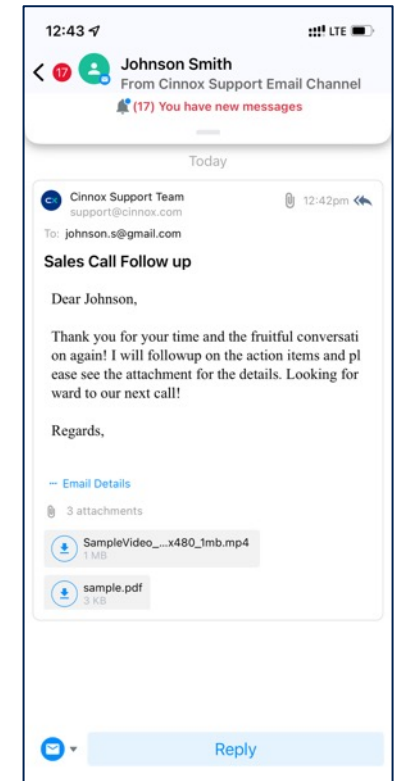 12:43 LTE
17 Johnson Smith
From Cinnox Support Email Channel
(17) You have new messages
Today
Cinnox Support Team 12:42pm
support@cinnox.com
To: johnson.s@gmail.com
Sales Call Follow up
Dear Johnson,
Thank you for your time and the fruitful conversati
on again! I will followup on the action items and pl
ease see the attachment for the details. Looking for
ward to our next call!
Regards,
··· Email Details
3 attachments
SampleVideo_...x480_1mb.mp4
1 MB
sample.pdf
3 KB
Reply